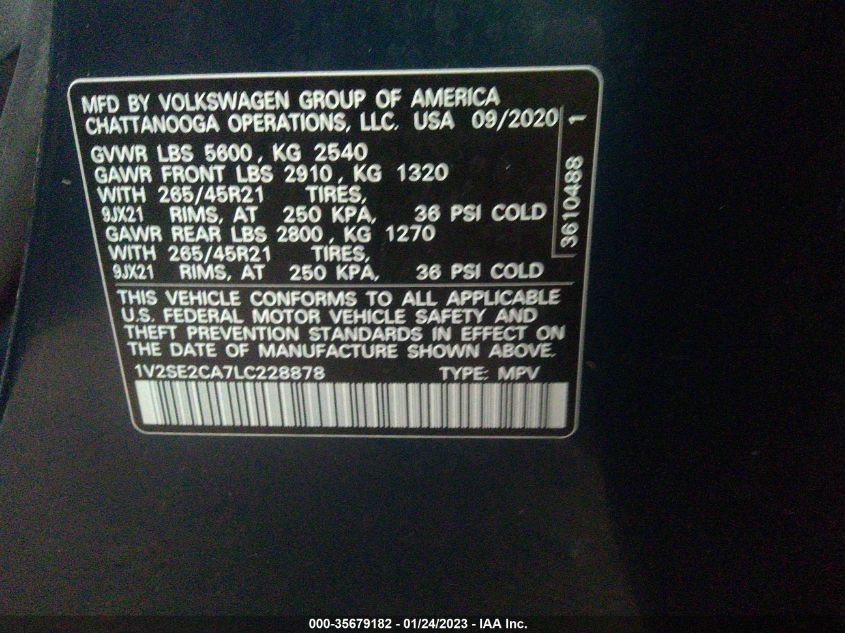 MFD BY VOLKSWAGEN GROUP OF AMERICA
CHATTANOOGA OPERATIONS, LLC. USA 09/2020
GVWR LBS 5600, KG 2540
GAWR FRONT LBS 2910, KG 1320
WITH 265/45R21 TIRES,
9JX21 RIMS, AT 250 KPA, 36 PSI COLD
GAWR REAR LBS 2800, KG 1270
WITH 265/45R21 TIRES,
9JX21 RIMS, AT 250 KPA, 36 PSI COLD
3610488 1
THIS VEHICLE CONFORMS TO ALL APPLICABLE
U.S. FEDERAL MOTOR VEHICLE SAFETY AND
THEFT PREVENTION STANDARDS IN EFFECT ON
THE DATE OF MANUFACTURE SHOWN ABOVE.
1V2SE2CA7LC228878 TYPE: MPV
000-35679182 - 01/24/2023 - IAA Inc.